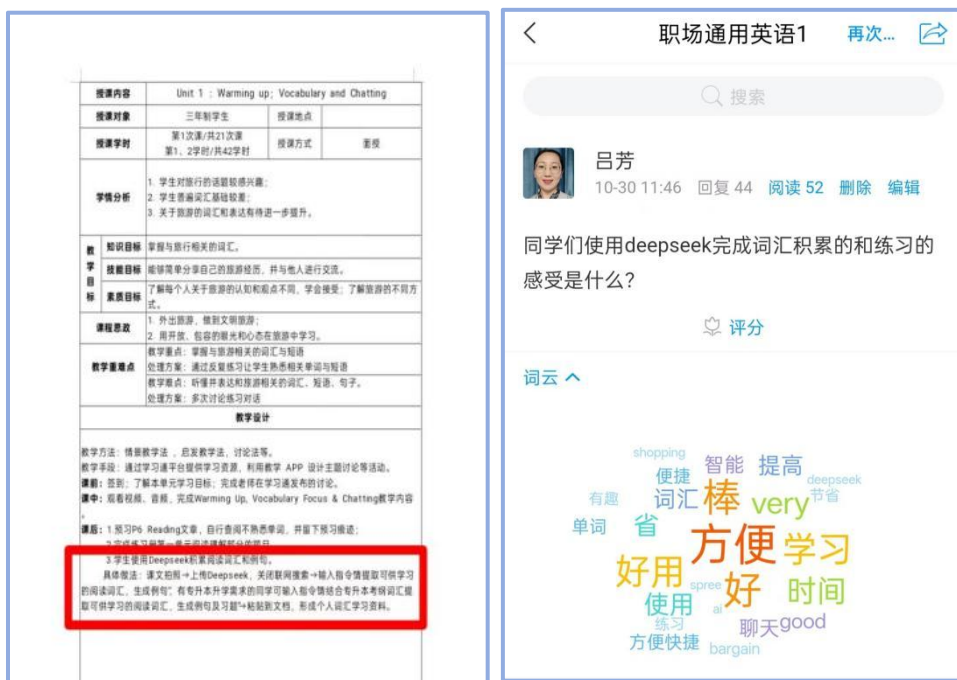 授课内容 Unit 1 : Warming up; Vocabulary and Chatting
授课对象 三年制学生 授课地点
授课学时 第1次课/共21次课 授课方式 面授
第1、2学时/共42学时
学情分析
1. 学生对旅行的话题较感兴趣；
2. 学生普遍词汇基础较差；
3. 关于旅游的词汇和表达有待进一步提升。
教学目标
知识目标 掌握与旅行相关的词汇。
技能目标 能够简单分享自己的旅游经历，并与他人进行交流。
素质目标 了解每个人关于旅游的认知和观点不同，学会接受；了解旅游的不同方
式。
课程思政
1. 外出旅游，做到文明旅游；
2. 用开放、包容的眼光和心态在旅游中学习。
教学重难点
教学重点：掌握与旅游相关的词汇与短语
处理方案：通过反复练习让学生熟悉相关单词与短语
教学难点：听懂并表达和旅游相关的词汇、短语、句子。
处理方案：多次讨论练习对话
教学设计
教学方法：情景教学法，启发教学法，讨论法等。
教学手段：通过学习通平台提供学习资源，利用教学 APP 设计主题讨论等活动。
课前：签到；了解本单元学习目标；完成老师在学习通发布的讨论。
课中：观看视频、音频，完成Warming Up, Vocabulary Focus & Chatting教学内容
。
课后：1.预习P6 Reading文章，自行查阅不熟悉单词，并留下预习痕迹；
3.学生使用Deepseek积累阅读词汇和例句。
具体做法：课文拍照→上传Deepseek，关闭联网搜索→输入指令"请提取可供学习
的阅读词汇，生成例句"，有专升本升学需求的同学可输入指令"请结合专升本考纲词汇提
取可供学习的阅读词汇，生成例句及习题"→粘贴到文档，形成个人词汇学习资料。
职场通用英语1 再次...
搜索
吕芳
10-30 11:46 回复 44 阅读 52 删除 编辑
同学们使用deepseek完成词汇积累的和练习的
感受是什么？
评分
词云
shopping
智能 提高
便捷 deepseek
有趣 词汇 棒 very 节省
单词 省 方便 学习
好用 spree 好 时间
使用 ai
练习 聊天 good
方便快捷 bargain